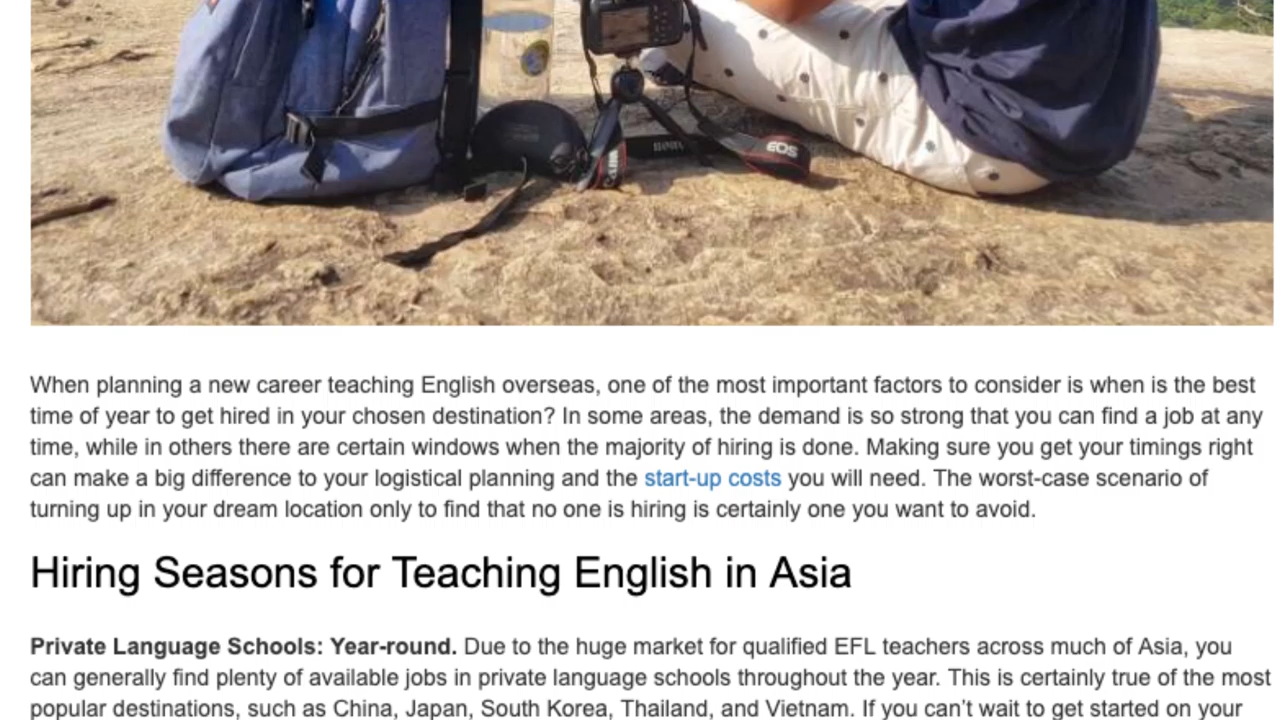 EOS
When planning a new career teaching English overseas, one of the most important factors to consider is when is the best
time of year to get hired in your chosen destination? In some areas, the demand is so strong that you can find a job at any
time, while in others there are certain windows when the majority of hiring is done. Making sure you get your timings right
can make a big difference to your logistical planning and the start-up costs you will need. The worst-case scenario of
turning up in your dream location only to find that no one is hiring is certainly one you want to avoid.
Hiring Seasons for Teaching English in Asia
Private Language Schools: Year-round. Due to the huge market for qualified EFL teachers across much of Asia, you
can generally find plenty of available jobs in private language schools throughout the year. This is certainly true of the most
popular destinations, such as China, Japan, South Korea, Thailand, and Vietnam. If you can’t wait to get started on your